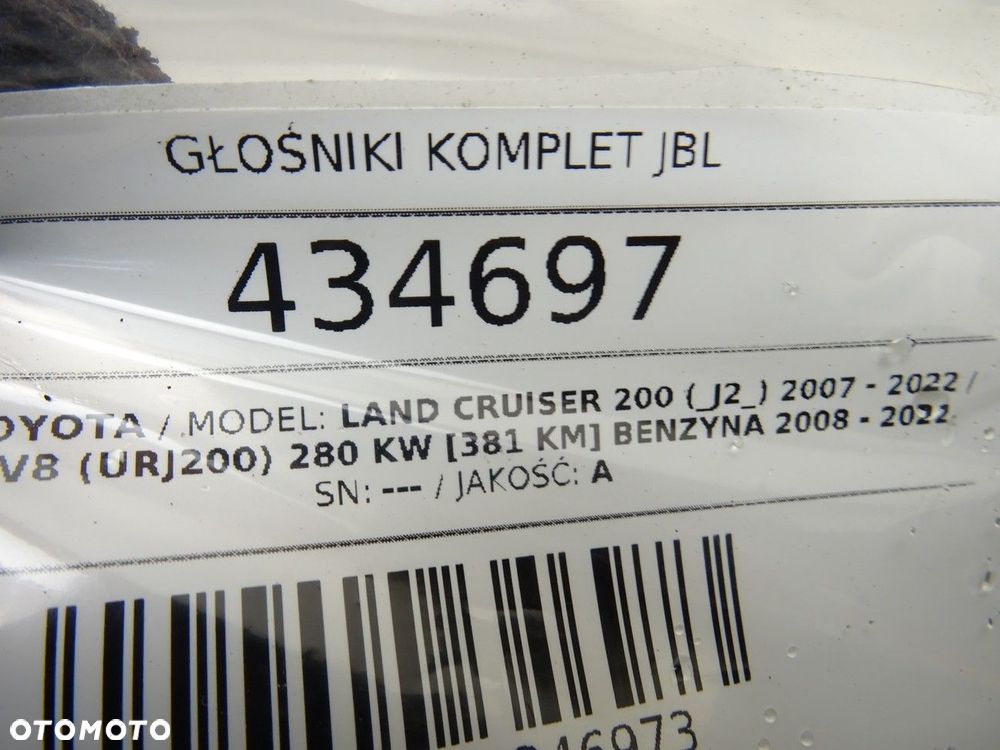 GŁOŚNIKI KOMPLET JBL
434697
OYOTA / MODEL: LAND CRUISER 200 (_J2_) 2007 - 2022 /
V8 (URJ200) 280 KW [381 KM] BENZYNA 2008 - 2022
SN: --- / JAKOŚĆ: A
46973
OTOMOTO